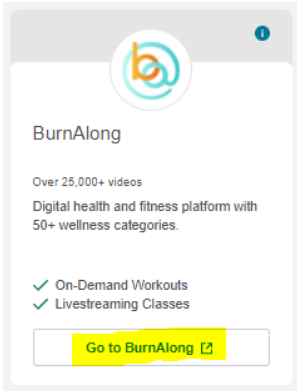 BurnAlong
Over 25,000+ videos
Digital health and fitness platform with
50+ wellness categories.
On-Demand Workouts
Livestreaming Classes
Go to BurnAlong